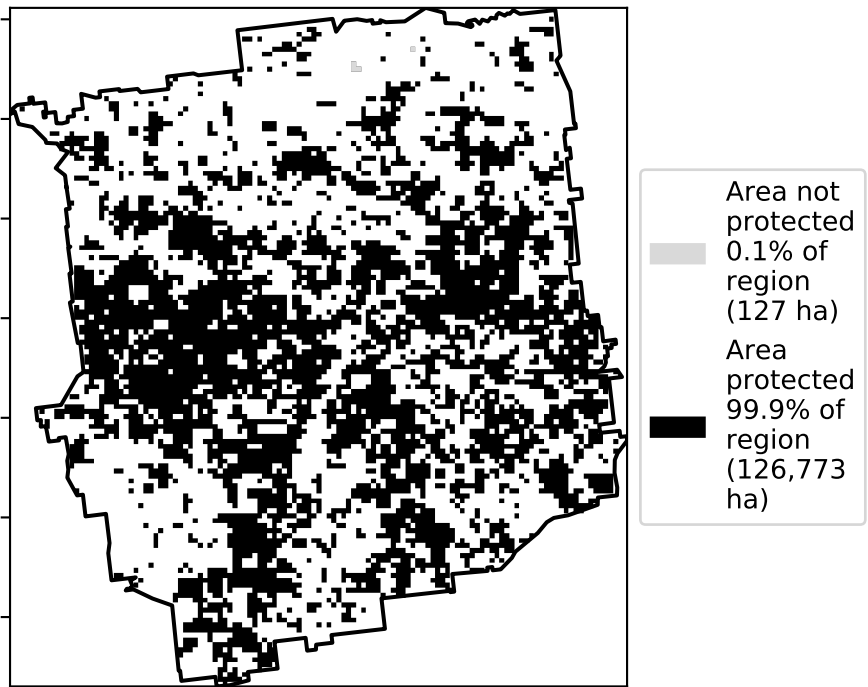 Area not
protected
0.1% of
region
(127 ha)
Area
protected
99.9% of
region
(126,773
ha)